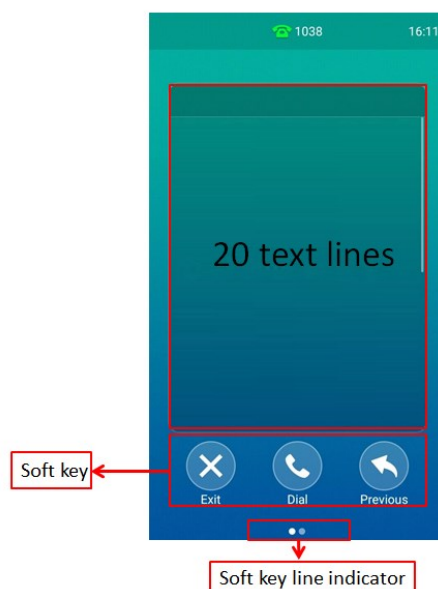 1038
16:11
20 text lines
Soft key
Exit
Dial
Previous
Soft key line indicator